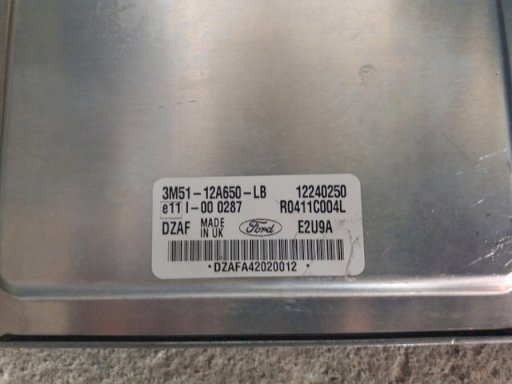 3M51-12A650-LB 12240250
e11 I-00 0287 R0411C004L
DZAF MADE IN UK Ford E2U9A
*DZAFA42020012*